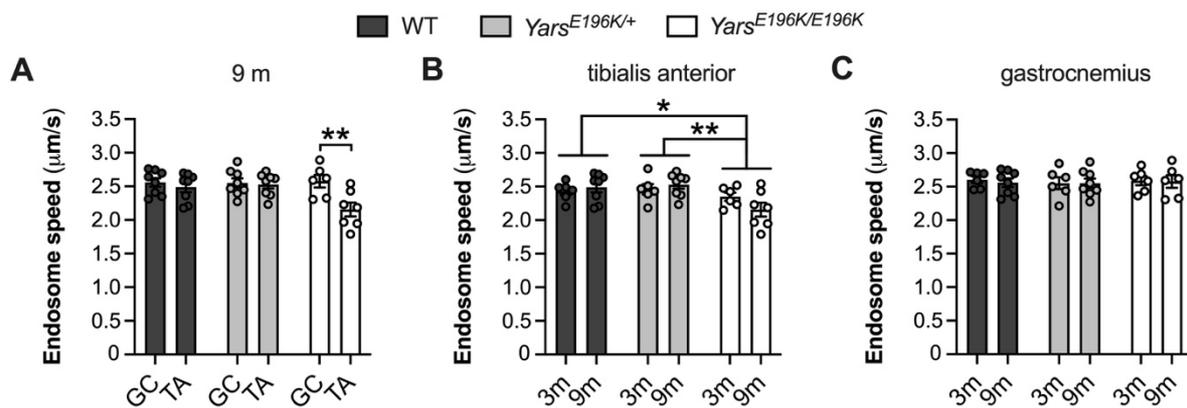 WT Yars^E196K/+ Yars^E196K/E196K
A 9 m
Endosome speed (μm/s)
3.5
3.0
2.5
2.0
1.5
1.0
0.5
0
**
GC TA GC TA GC TA
B tibialis anterior
Endosome speed (μm/s)
3.5
3.0
2.5
2.0
1.5
1.0
0.5
0
*
**
3m 9m 3m 9m 3m 9m
C gastrocnemius
Endosome speed (μm/s)
3.5
3.0
2.5
2.0
1.5
1.0
0.5
0
3m 9m 3m 9m 3m 9m